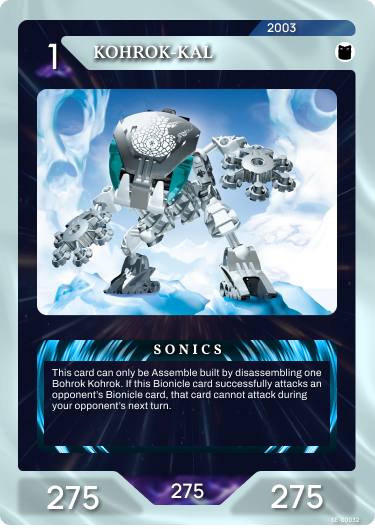 2003
1
KOHROK-KAL
SONICS
This card can only be Assemble built by disassembling one
Bohrok Kohrok. If this Bionicle card successfully attacks an
opponent's Bionicle card, that card cannot attack during
your opponent's next turn.
275
275
275